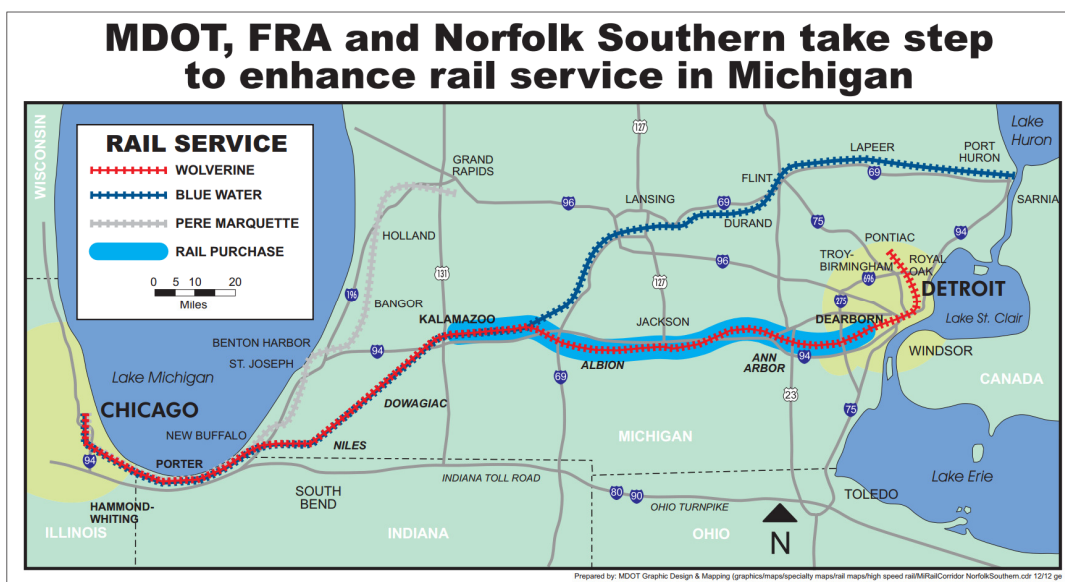 MDOT, FRA and Norfolk Southern take step
to enhance rail service in Michigan
WISCONSIN
RAIL SERVICE
WOLVERINE
BLUE WATER
PERE MARQUETTE
RAIL PURCHASE
0 5 10 20
Miles
Lake
Huron
127
LAPEER
PORT
HURON
GRAND
RAPIDS
FLINT
69
SARNIA
96
LANSING
69
DURAND
75
94
PONTIAC
HOLLAND
96
TROY-
BIRMINGHAM
ROYAL
OAK
696
131
127
DETROIT
196
BANGOR
275
KALAMAZOO
JACKSON
DEARBORN
Lake St. Clair
BENTON HARBOR
94
ST. JOSEPH
ALBION
ANN
ARBOR
94
WINDSOR
Lake Michigan
69
CANADA
CHICAGO
DOWAGIAC
23
75
NEW BUFFALO
NILES
MICHIGAN
94
PORTER
INDIANA TOLL ROAD
Lake Erie
SOUTH
BEND
80
90
TOLEDO
HAMMOND-
WHITING
OHIO TURNPIKE
ILLINOIS
INDIANA
OHIO
N
Prepared by: MDOT Graphic Design & Mapping (graphics/maps/specialty maps/rail maps/high speed rail/MiRailCorridor NorfolkSouthern.cdr 12/12 ge